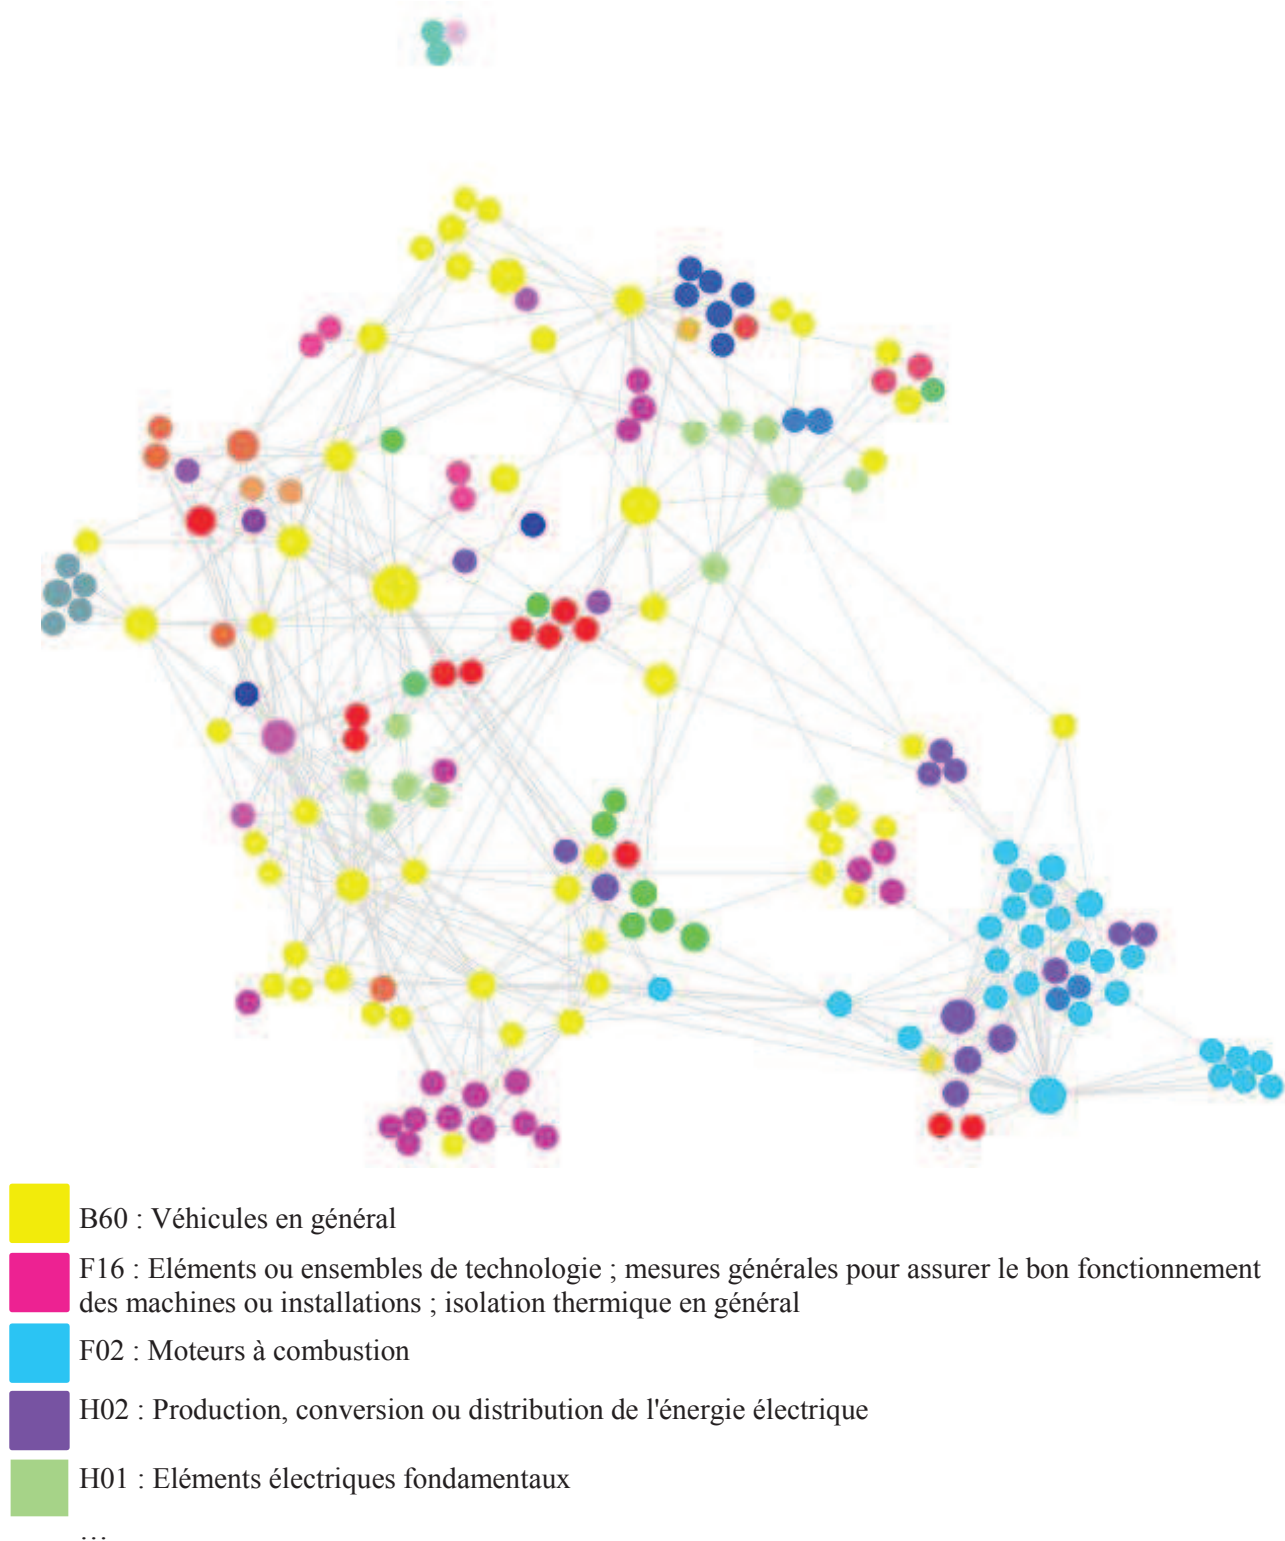 B60 : Véhicules en général
F16 : Eléments ou ensembles de technologie ; mesures générales pour assurer le bon fonctionnement
des machines ou installations ; isolation thermique en général
F02 : Moteurs à combustion
H02 : Production, conversion ou distribution de l'énergie électrique
H01 : Eléments électriques fondamentaux
…